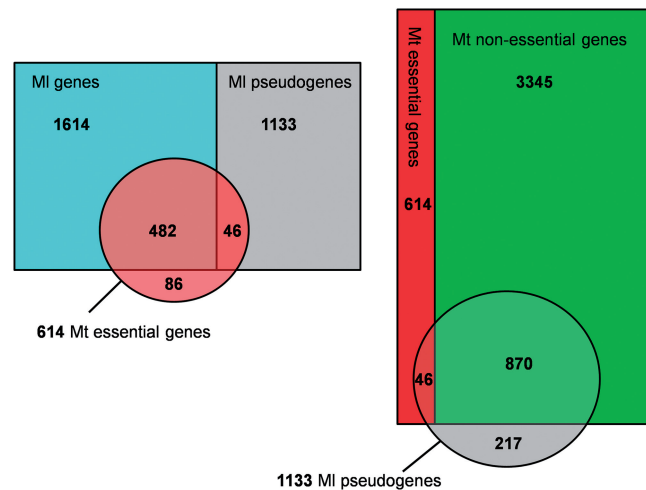 Ml genes
1614
Ml pseudogenes
1133
482
46
86
614 Mt essential genes
Mt essential genes
614
Mt non-essential genes
3345
46
870
217
1133 Ml pseudogenes